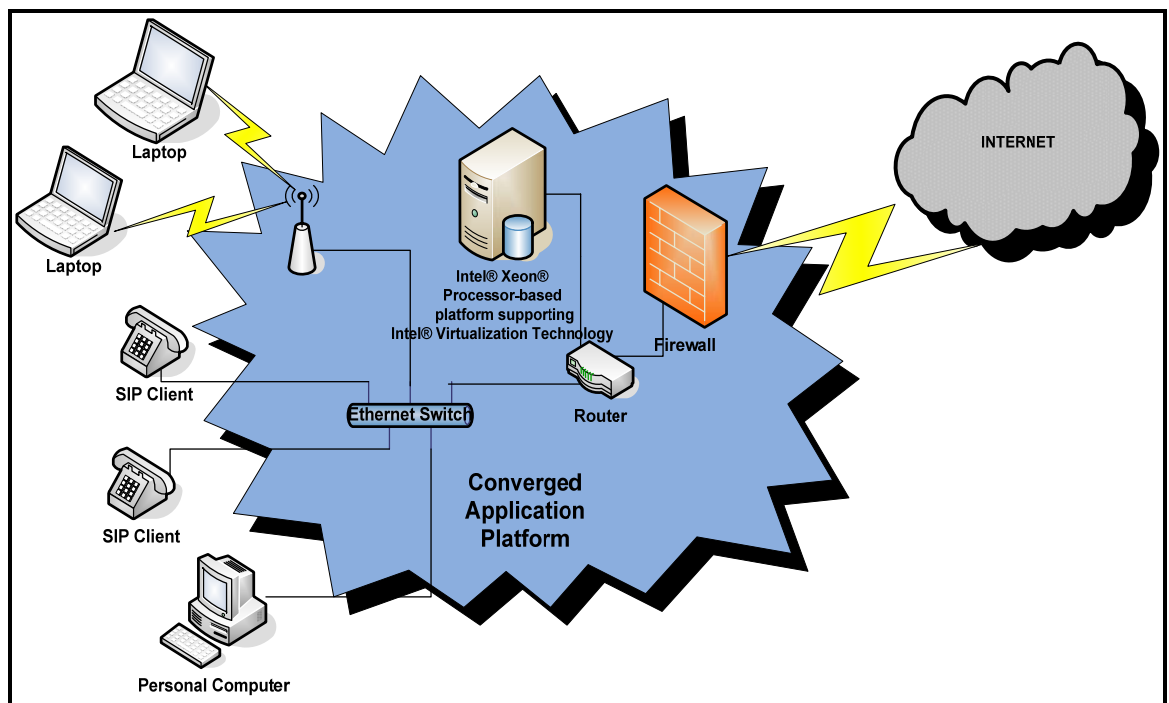 Laptop
INTERNET
Laptop
Intel® Xeon®
Processor-based
platform supporting
Intel® Virtualization Technology
Firewall
SIP Client
Ethernet Switch
Router
SIP Client
Converged
Application
Platform
Personal Computer